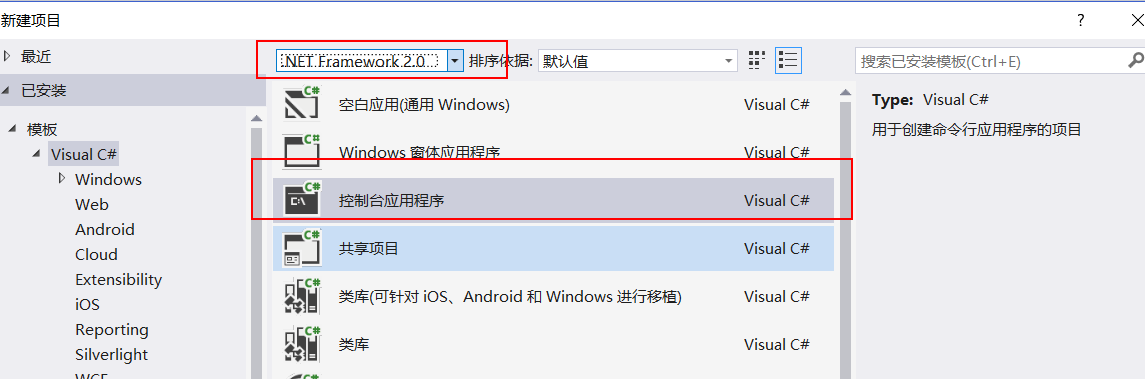 新建项目 ?
最近
.NET Framework 2.0 排序依据: 默认值 搜索已安装模板(Ctrl+E)
已安装
模板
Visual C#
Windows
Web
Android
Cloud
Extensibility
iOS
Reporting
Silverlight
WCF
空白应用(通用 Windows) Visual C#
Windows 窗体应用程序 Visual C#
控制台应用程序 Visual C#
共享项目 Visual C#
类库(可针对 iOS、Android 和 Windows 进行移植) Visual C#
类库 Visual C#
Type: Visual C#
用于创建命令行应用程序的项目